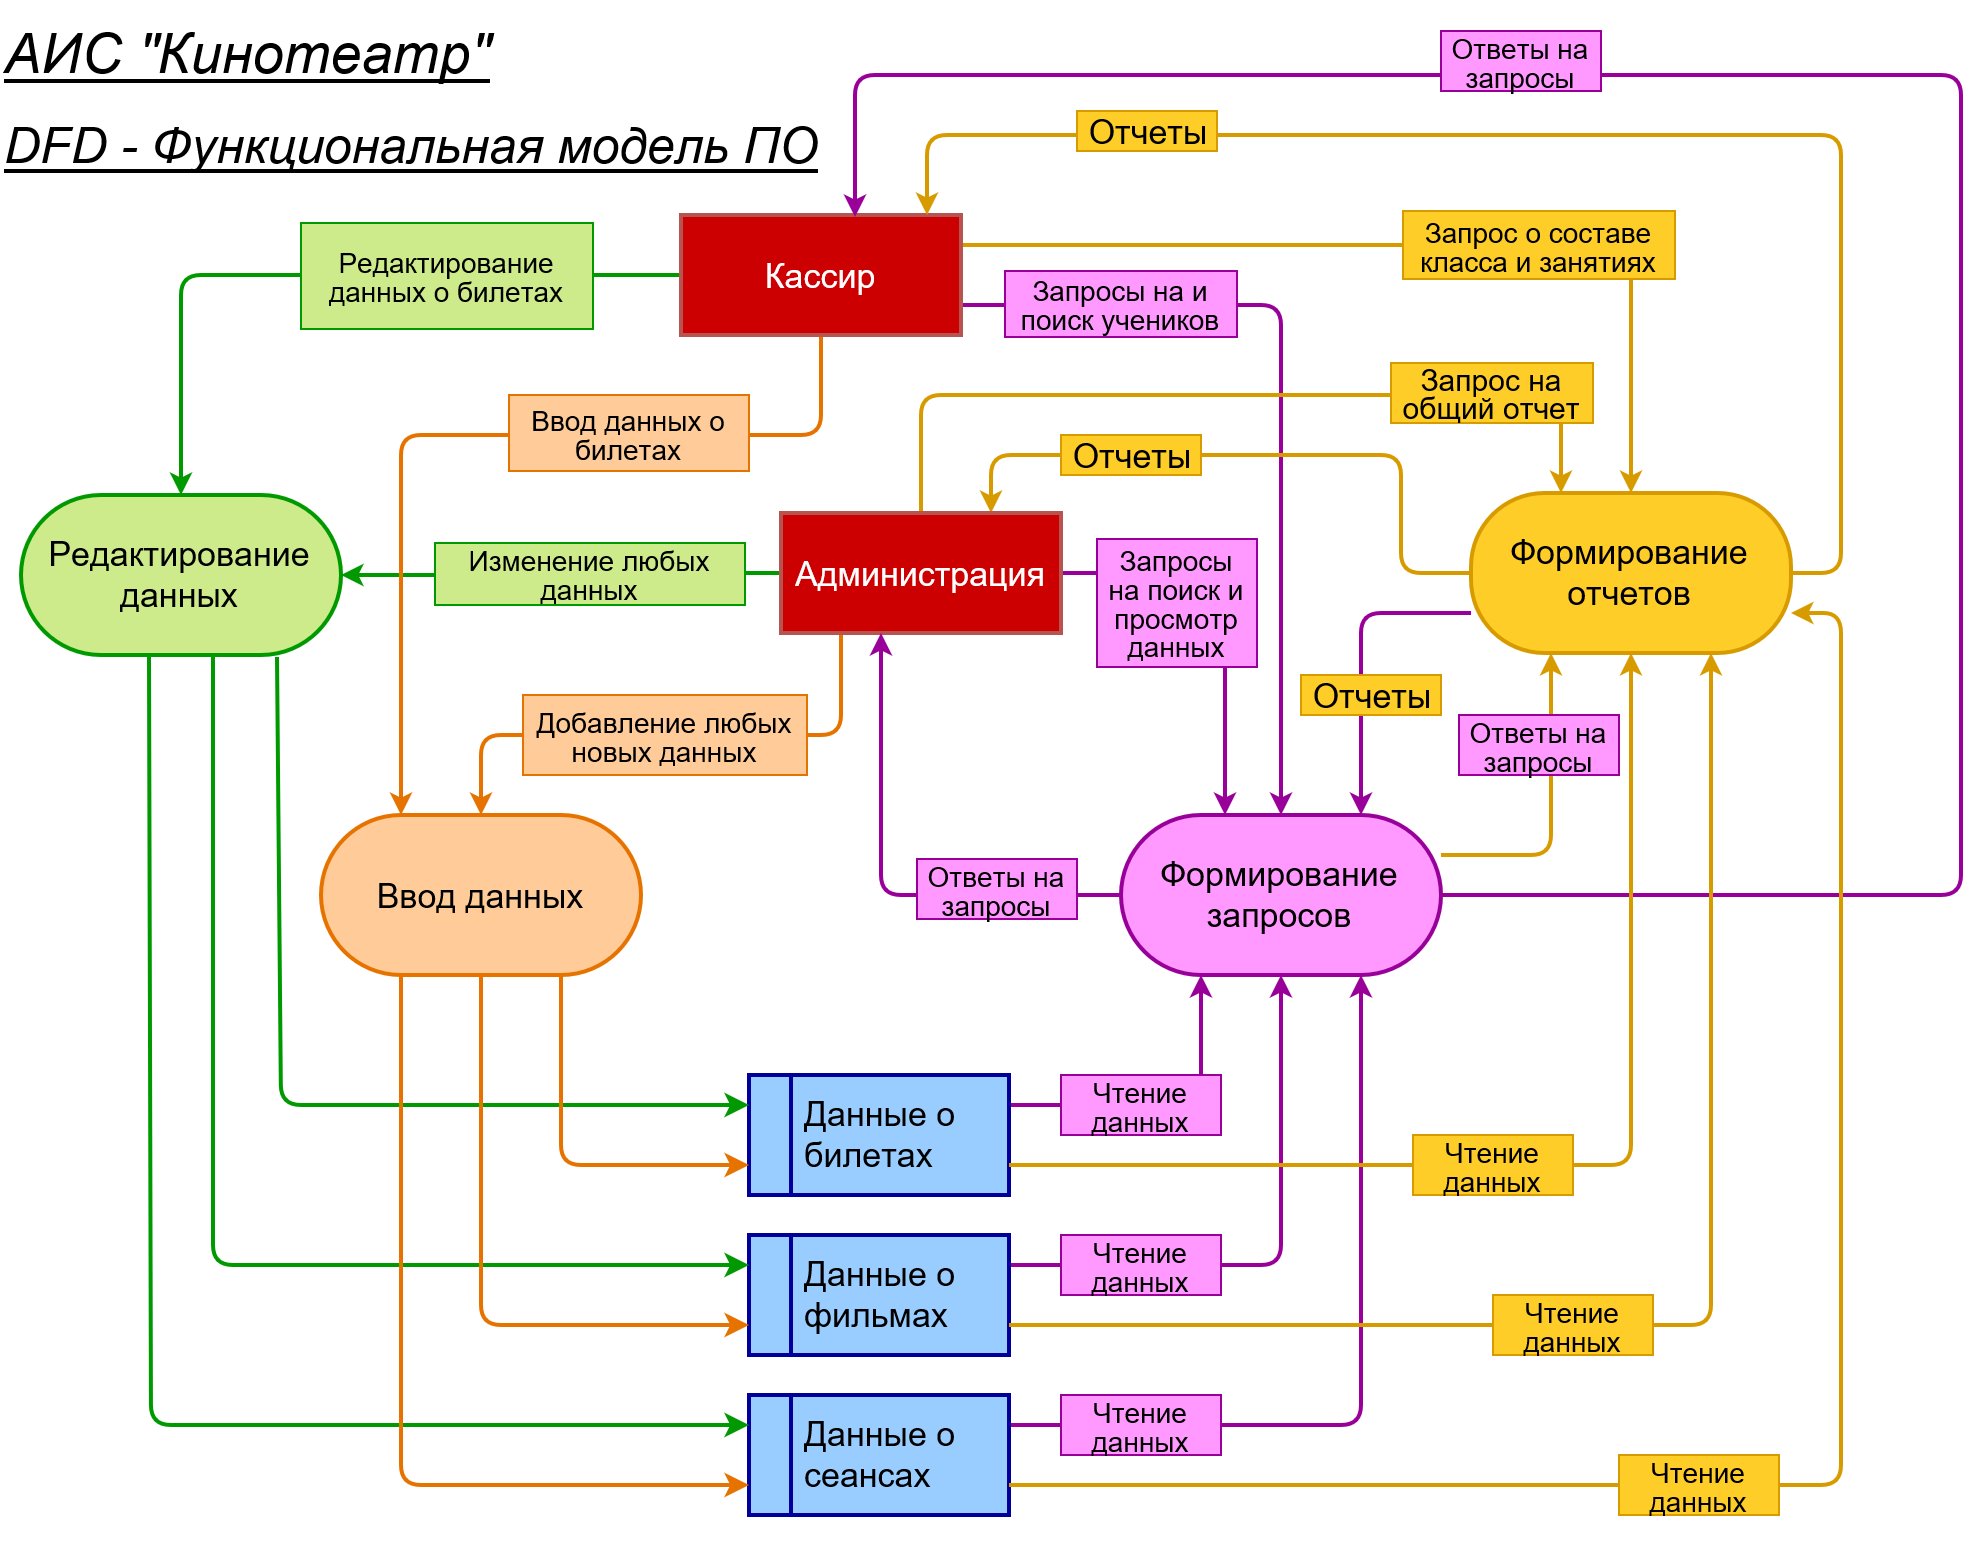 АИС "Кинотеатр"
DFD - Функциональная модель ПО
Ответы на
запросы
Отчеты
Редактирование
данных о билетах
Кассир
Запрос о составе
класса и занятиях
Запросы на и
поиск учеников
Ввод данных о
билетах
Запрос на
общий отчет
Отчеты
Редактирование
данных
Изменение любых
данных
Администрация
Запросы
на поиск и
просмотр
данных
Формирование
отчетов
Добавление любых
новых данных
Отчеты
Ответы на
запросы
Ввод данных
Ответы на
запросы
Формирование
запросов
Данные о
билетах
Чтение
данных
Чтение
данных
Данные о
фильмах
Чтение
данных
Чтение
данных
Данные о
сеансах
Чтение
данных
Чтение
данных